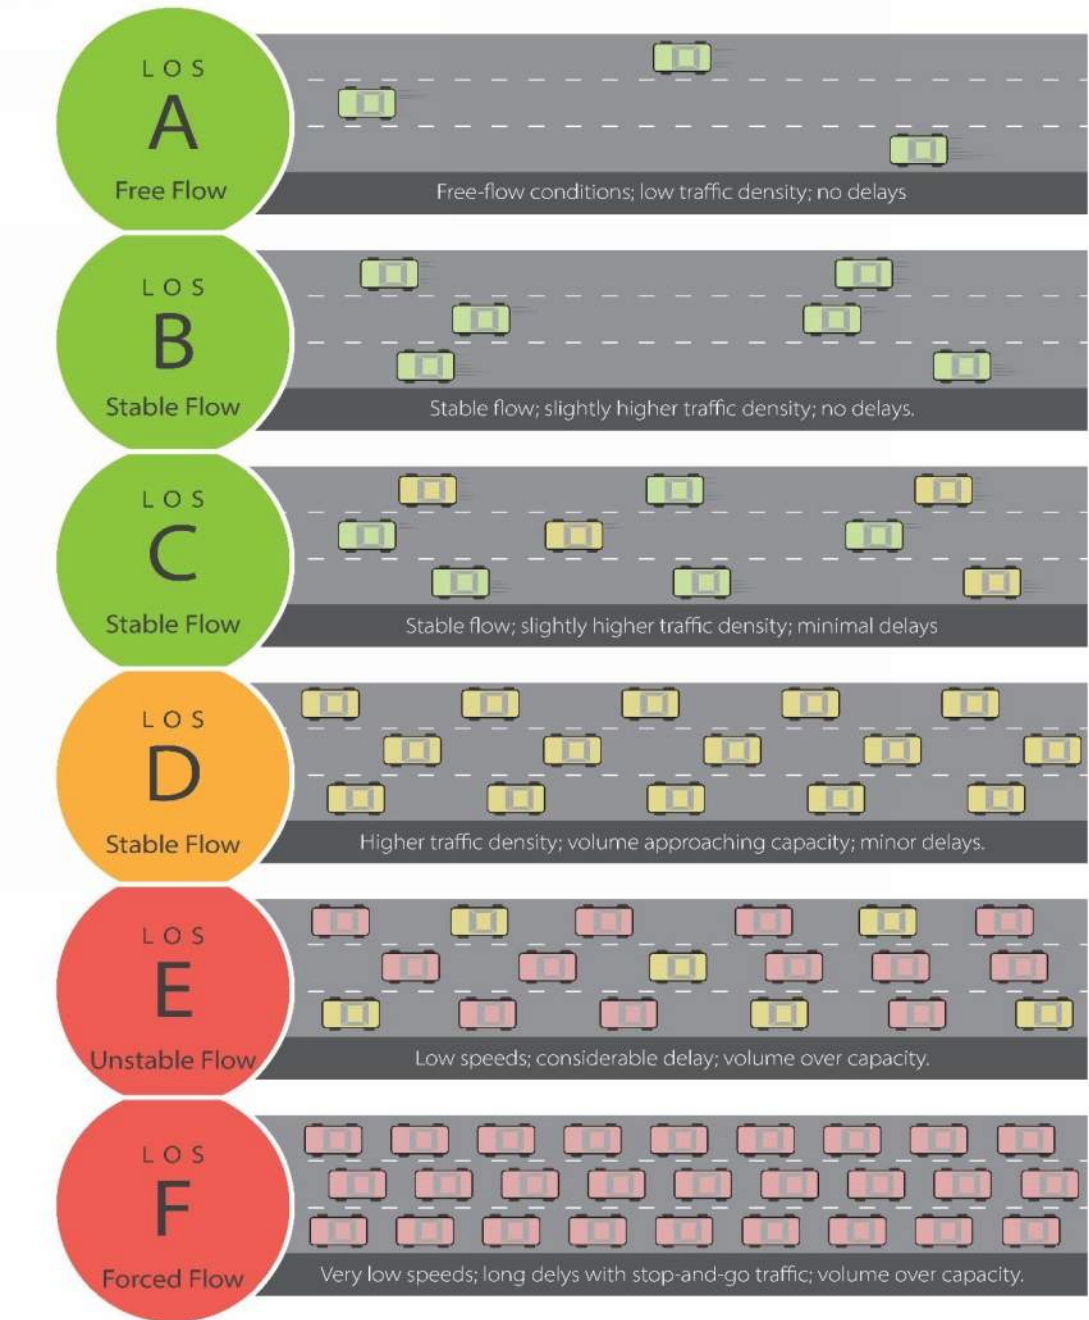 LOS
A
Free Flow
Free-flow conditions; low traffic density; no delays
LOS
B
Stable Flow
Stable flow; slightly higher traffic density; no delays.
LOS
C
Stable Flow
Stable flow; slightly higher traffic density; minimal delays
LOS
D
Stable Flow
Higher traffic density; volume approaching capacity; minor delays.
LOS
E
Unstable Flow
Low speeds; considerable delay; volume over capacity.
LOS
F
Forced Flow
Very low speeds; long delys with stop-and-go traffic; volume over capacity.